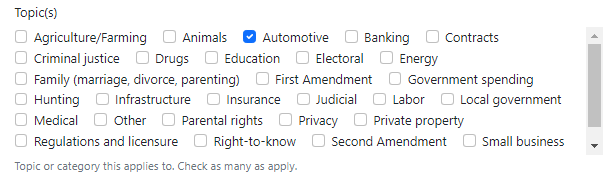 Topic(s)
Agriculture/Farming Animals Automotive Banking Contracts
Criminal justice Drugs Education Electoral Energy
Family (marriage, divorce, parenting) First Amendment Government spending
Hunting Infrastructure Insurance Judicial Labor Local government
Medical Other Parental rights Privacy Private property
Regulations and licensure Right-to-know Second Amendment Small business
Topic or category this applies to. Check as many as apply.